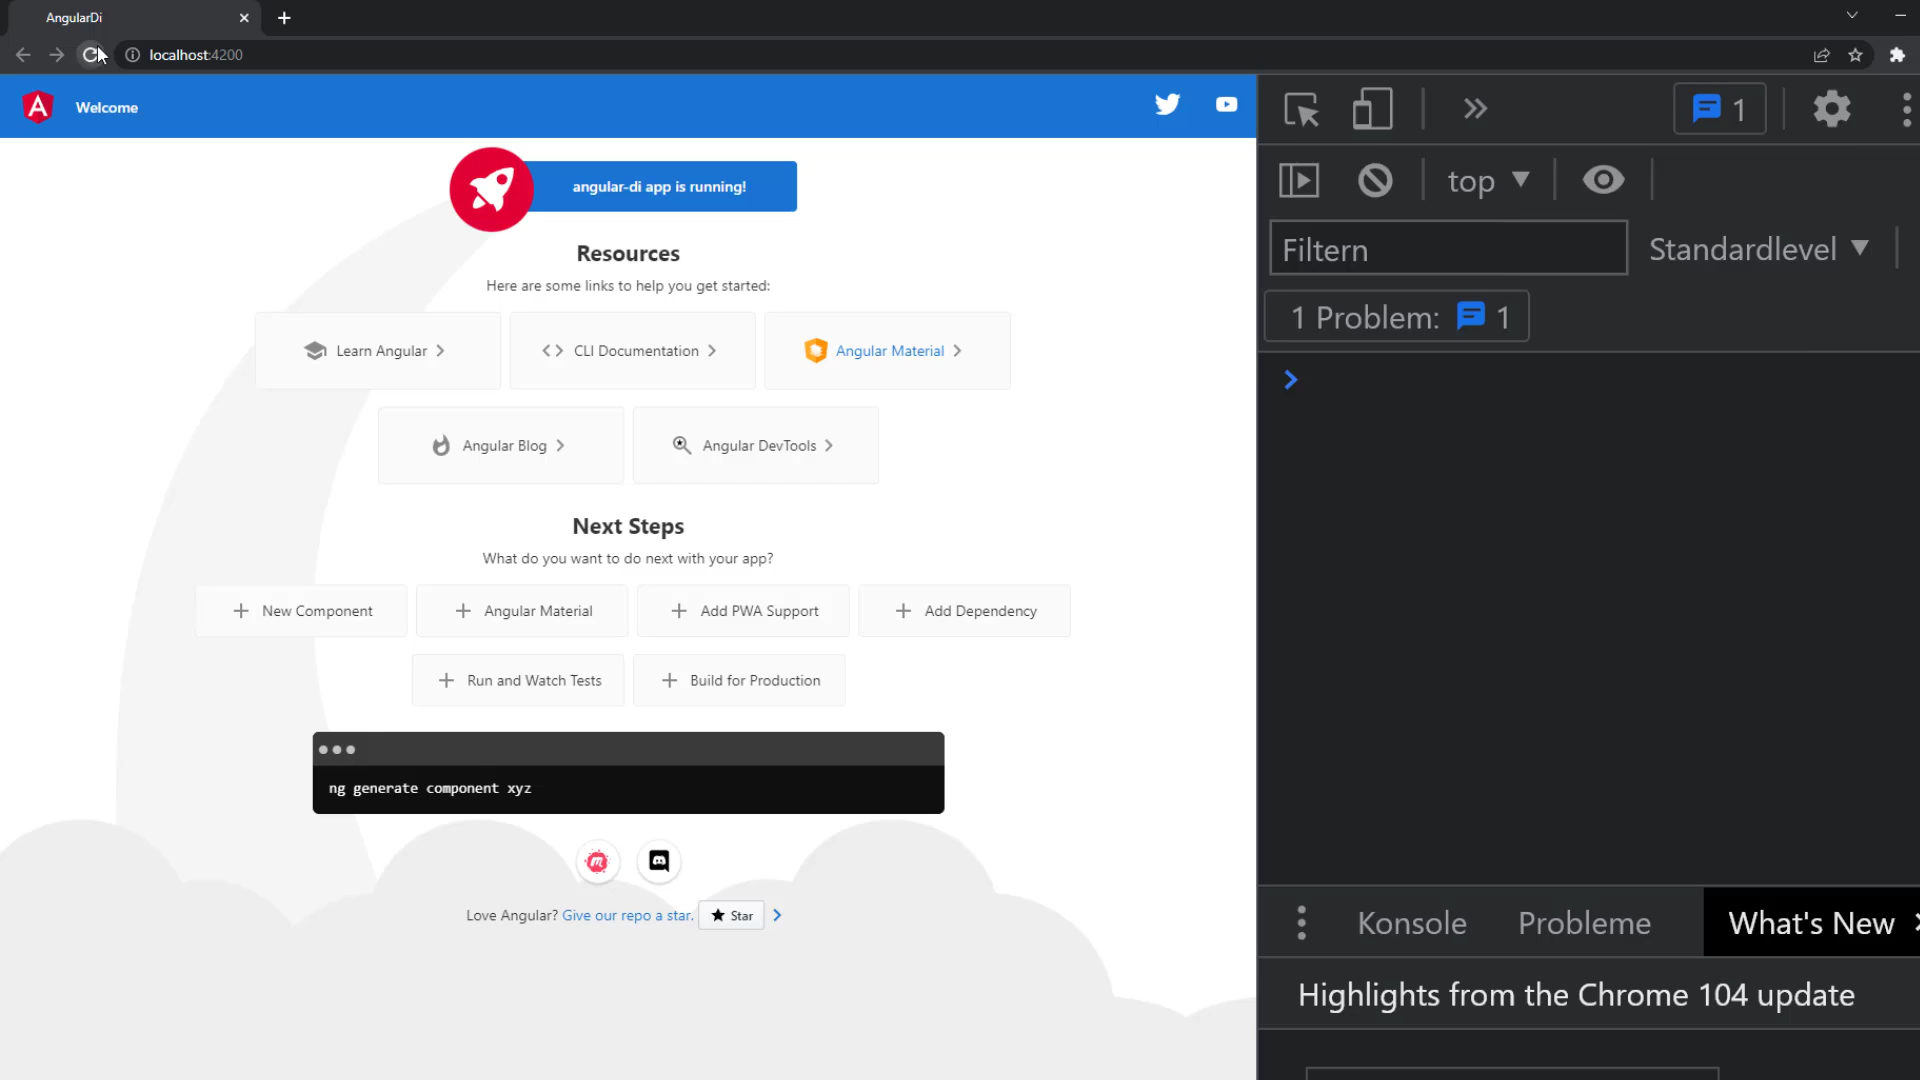 AngularDi
localhost:4200
Welcome
angular-di app is running!
Resources
Here are some links to help you get started:
Learn Angular
CLI Documentation
Angular Material
Angular Blog
Angular DevTools
Next Steps
What do you want to do next with your app?
New Component
Angular Material
Add PWA Support
Add Dependency
Run and Watch Tests
Build for Production
ng generate component xyz
Love Angular? Give our repo a star. Star
1
top
Filtern
Standardlevel
1 Problem: 1
Konsole
Probleme
What's New
Highlights from the Chrome 104 update